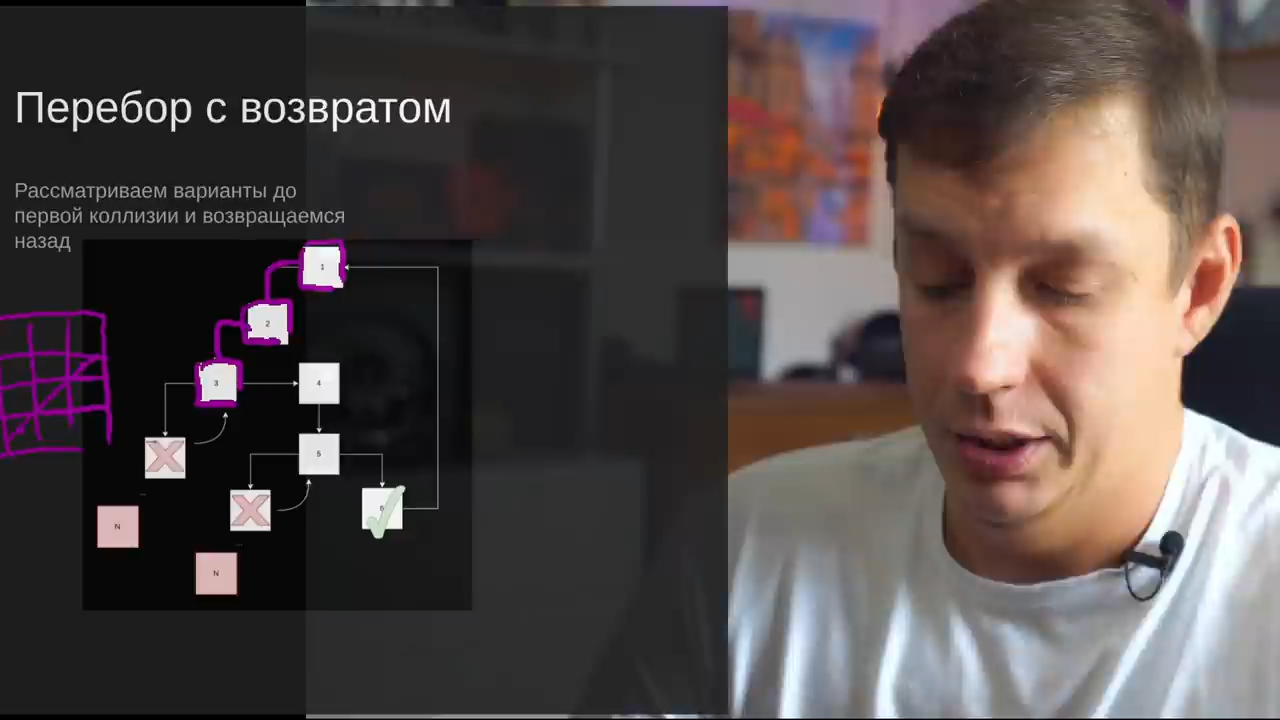 Перебор с возвратом
Рассматриваем варианты до
первой коллизии и возвращаемся
назад
1
2
3
4
5
N
N